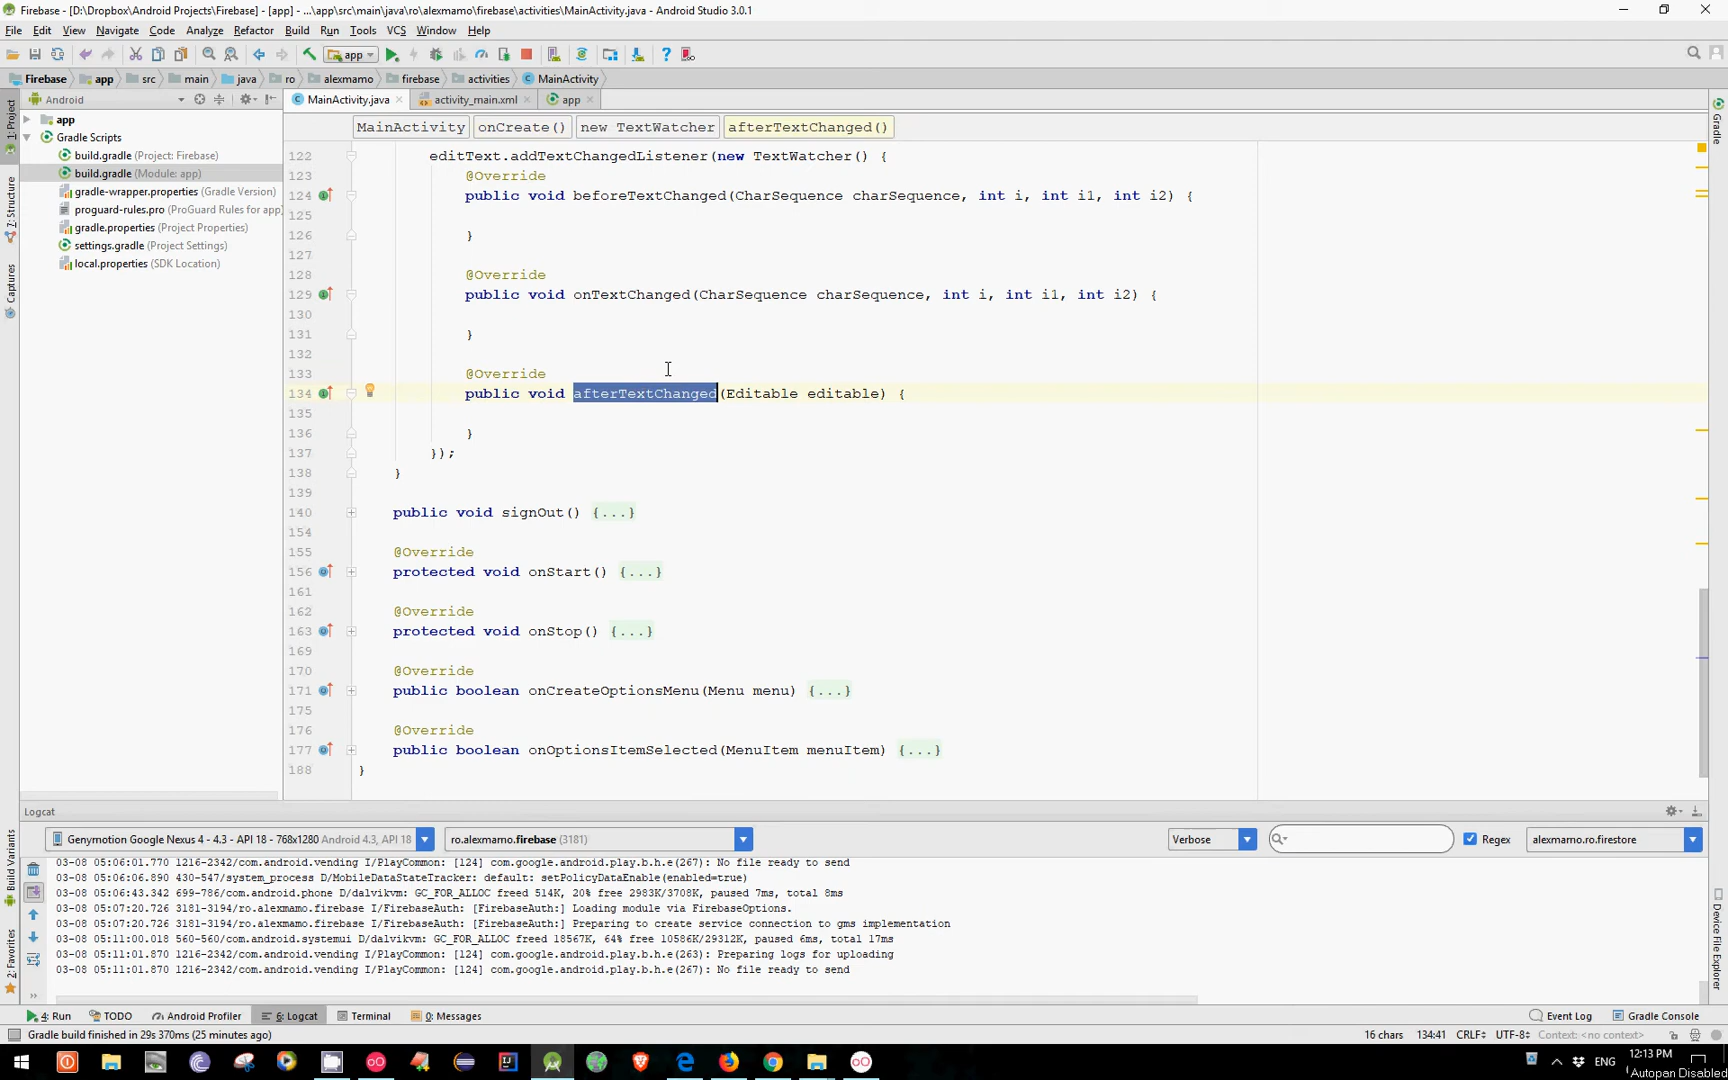 Firebase - [D:\Dropbox\Android Projects\Firebase] - [app] - ...\app\src\main\java\ro\alexmamo\firebase\activities\MainActivity.java - Android Studio 3.0.1
File Edit View Navigate Code Analyze Refactor Build Run Tools VCS Window Help
app
Firebase app src main java ro alexmamo firebase activities MainActivity
Android
MainActivity.java activity_main.xml app
MainActivity onCreate() new TextWatcher afterTextChanged()
1: Project
7: Structure
Captures
Build Variants
2: Favorites
app
Gradle Scripts
build.gradle (Project: Firebase)
build.gradle (Module: app)
gradle-wrapper.properties (Gradle Version)
proguard-rules.pro (ProGuard Rules for app)
gradle.properties (Project Properties)
settings.gradle (Project Settings)
local.properties (SDK Location)
122 editText.addTextChangedListener(new TextWatcher() {
123 @Override
124 public void beforeTextChanged(CharSequence charSequence, int i, int i1, int i2) {
125
126 }
127
128 @Override
129 public void onTextChanged(CharSequence charSequence, int i, int i1, int i2) {
130
131 }
132
133 @Override
134 public void afterTextChanged(Editable editable) {
135
136 }
137 });
138 }
139
140 public void signOut() {...}
154
155 @Override
156 protected void onStart() {...}
161
162 @Override
163 protected void onStop() {...}
169
170 @Override
171 public boolean onCreateOptionsMenu(Menu menu) {...}
175
176 @Override
177 public boolean onOptionsItemSelected(MenuItem menuItem) {...}
188 }
Gradle
Device File Explorer
Logcat
Genymotion Google Nexus 4 - 4.3 - API 18 - 768x1280 Android 4.3, API 18
ro.alexmamo.firebase (3181)
Verbose
Regex
alexmamo.ro.firestore
03-08 05:06:01.770 1216-2342/com.android.vending I/PlayCommon: [124] com.google.android.play.b.h.e(267): No file ready to send
03-08 05:06:06.890 430-547/system_process D/MobileDataStateTracker: default: setPolicyDataEnable(enabled=true)
03-08 05:06:43.342 699-786/com.android.phone D/dalvikvm: GC_FOR_ALLOC freed 514K, 20% free 2983K/3708K, paused 7ms, total 8ms
03-08 05:07:20.726 3181-3194/ro.alexmamo.firebase I/FirebaseAuth: [FirebaseAuth:] Loading module via FirebaseOptions.
03-08 05:07:20.726 3181-3194/ro.alexmamo.firebase I/FirebaseAuth: [FirebaseAuth:] Preparing to create service connection to gms implementation
03-08 05:11:00.018 560-560/com.android.systemui D/dalvikvm: GC_FOR_ALLOC freed 18567K, 64% free 10586K/29312K, paused 6ms, total 17ms
03-08 05:11:01.870 1216-2342/com.android.vending I/PlayCommon: [124] com.google.android.play.b.h.e(263): Preparing logs for uploading
03-08 05:11:01.870 1216-2342/com.android.vending I/PlayCommon: [124] com.google.android.play.b.h.e(267): No file ready to send
4: Run TODO Android Profiler 6: Logcat Terminal 0: Messages Event Log Gradle Console
Gradle build finished in 29s 370ms (25 minutes ago) 16 chars 134:41 CRLF÷ UTF-8÷ Context: <no context>
ENG 12:13 PM
Autopan Disabled